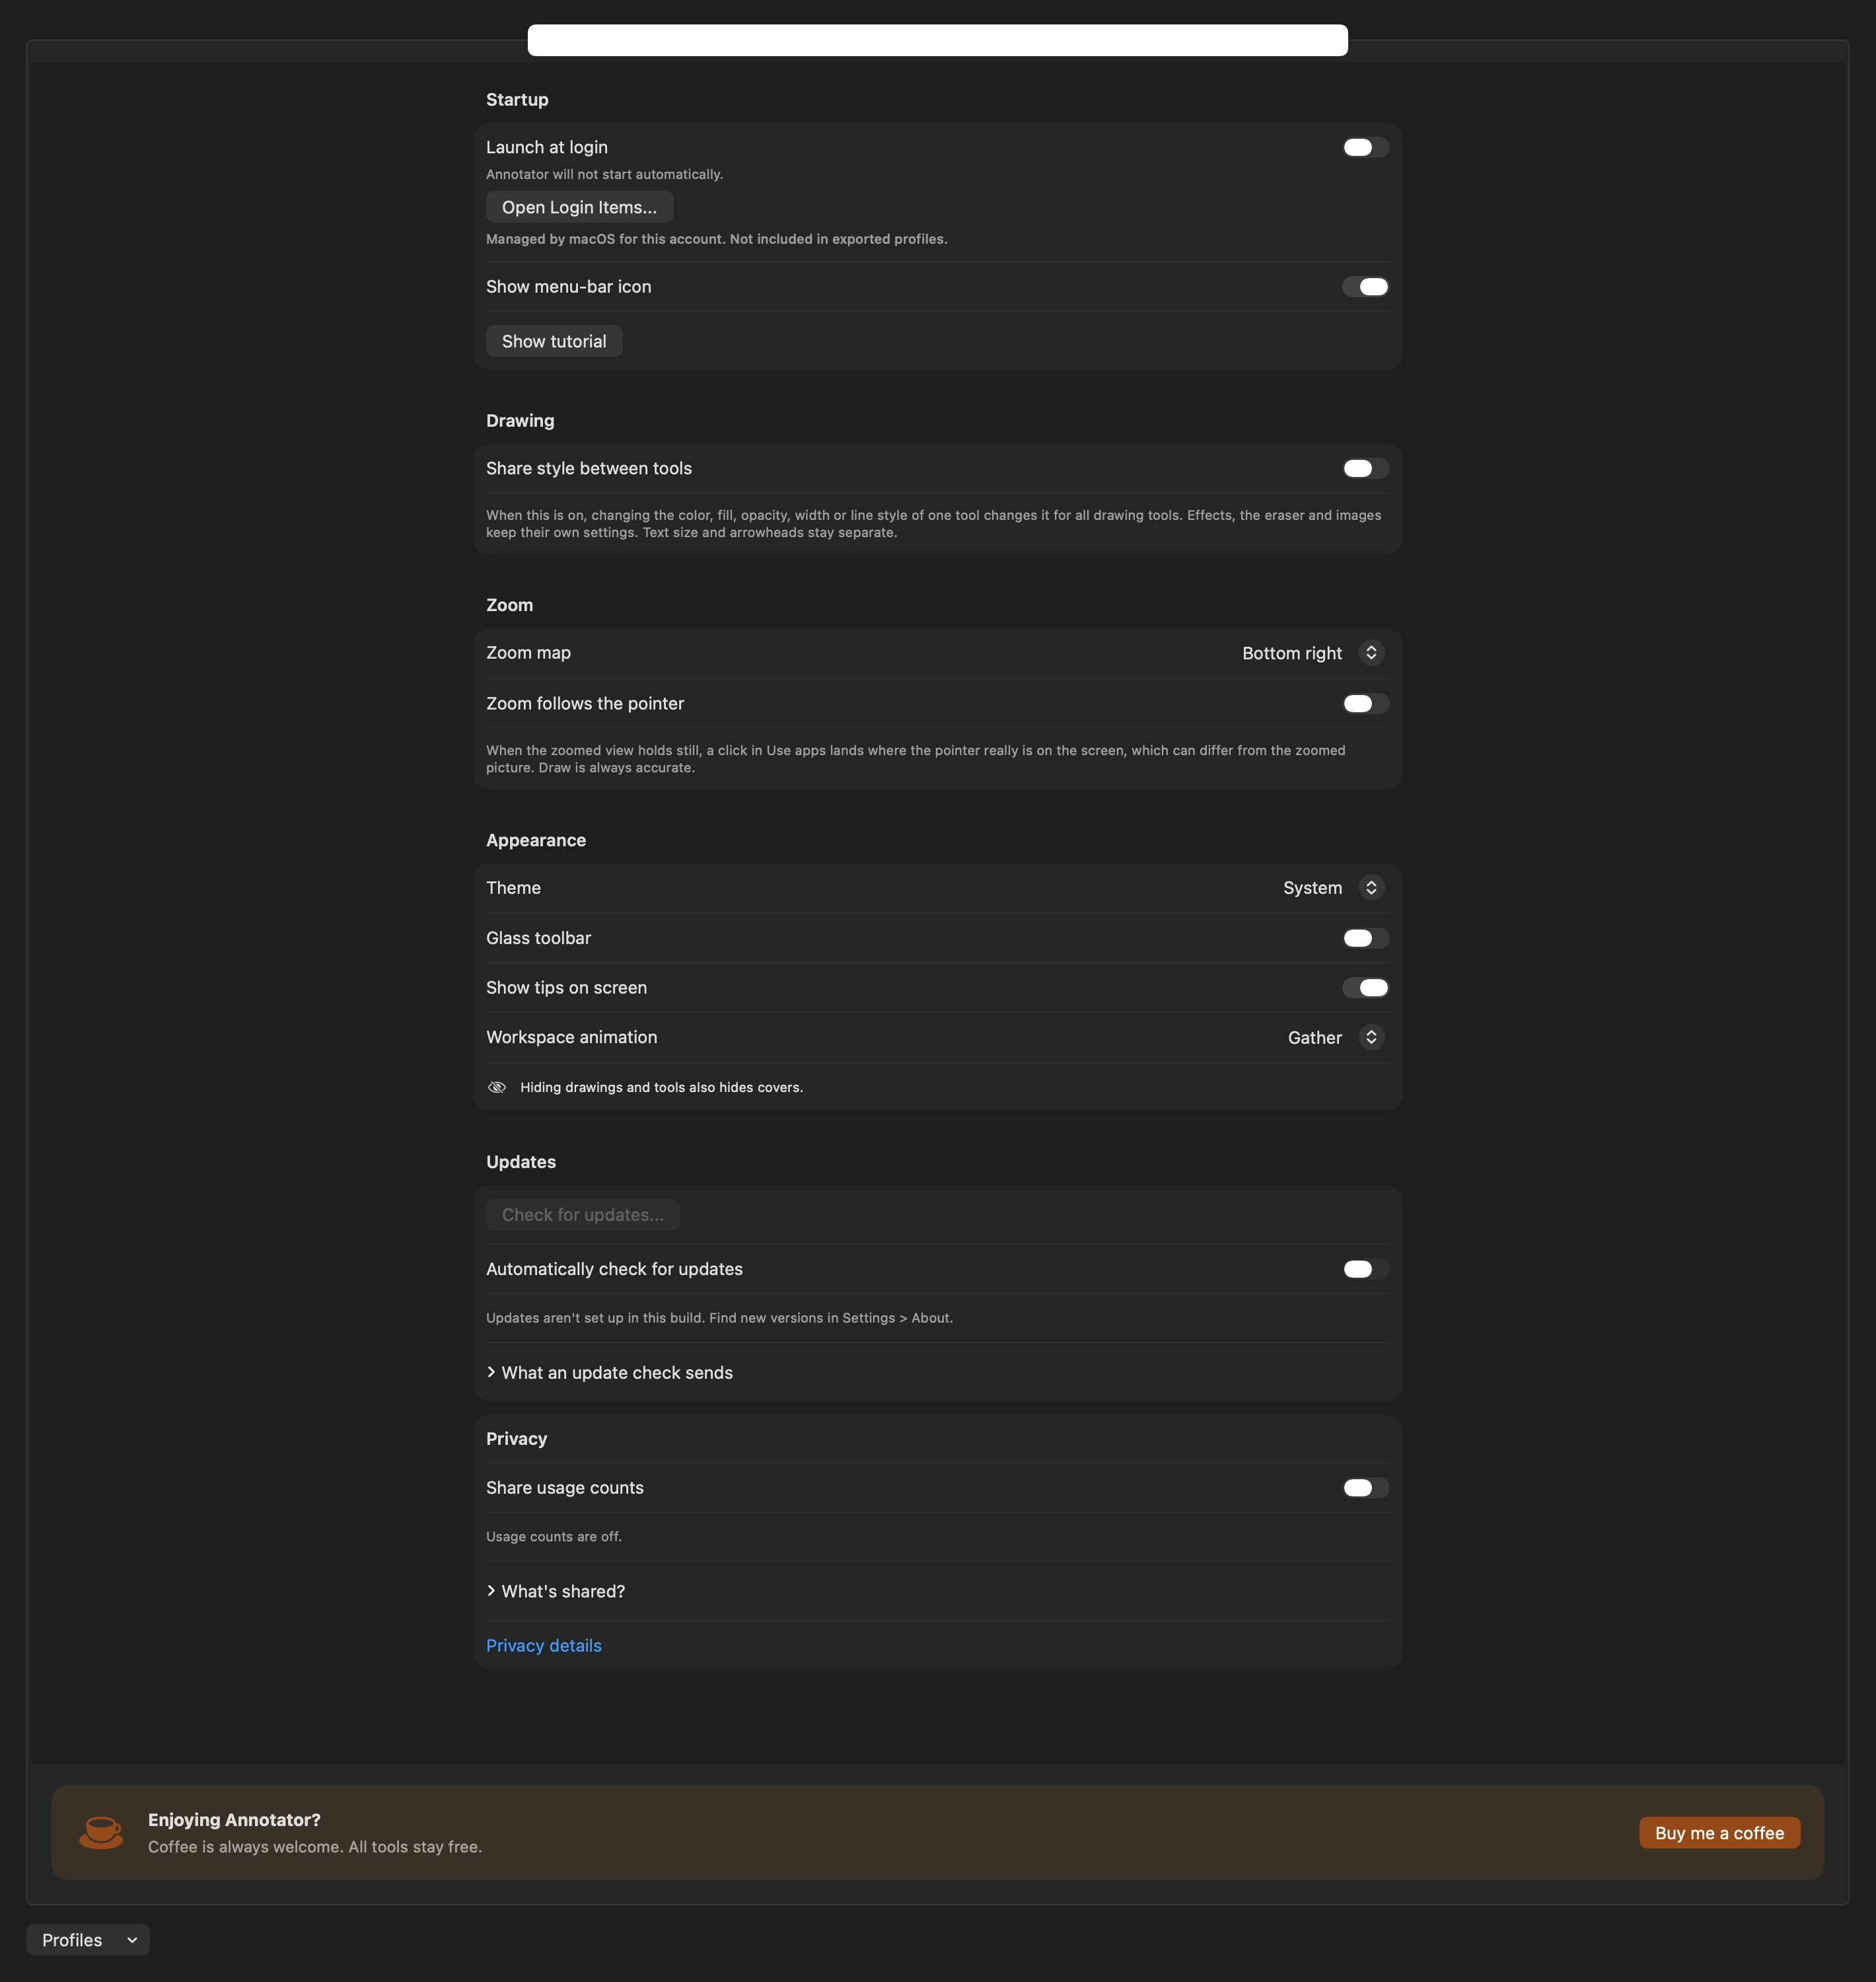 Startup
Launch at login
Annotator will not start automatically.
Open Login Items...
Managed by macOS for this account. Not included in exported profiles.
Show menu-bar icon
Show tutorial
Drawing
Share style between tools
When this is on, changing the color, fill, opacity, width or line style of one tool changes it for all drawing tools. Effects, the eraser and images
keep their own settings. Text size and arrowheads stay separate.
Zoom
Zoom map Bottom right
Zoom follows the pointer
When the zoomed view holds still, a click in Use apps lands where the pointer really is on the screen, which can differ from the zoomed
picture. Draw is always accurate.
Appearance
Theme System
Glass toolbar
Show tips on screen
Workspace animation Gather
Hiding drawings and tools also hides covers.
Updates
Check for updates...
Automatically check for updates
Updates aren't set up in this build. Find new versions in Settings > About.
What an update check sends
Privacy
Share usage counts
Usage counts are off.
What's shared?
Privacy details
Enjoying Annotator?
Coffee is always welcome. All tools stay free.
Buy me a coffee
Profiles